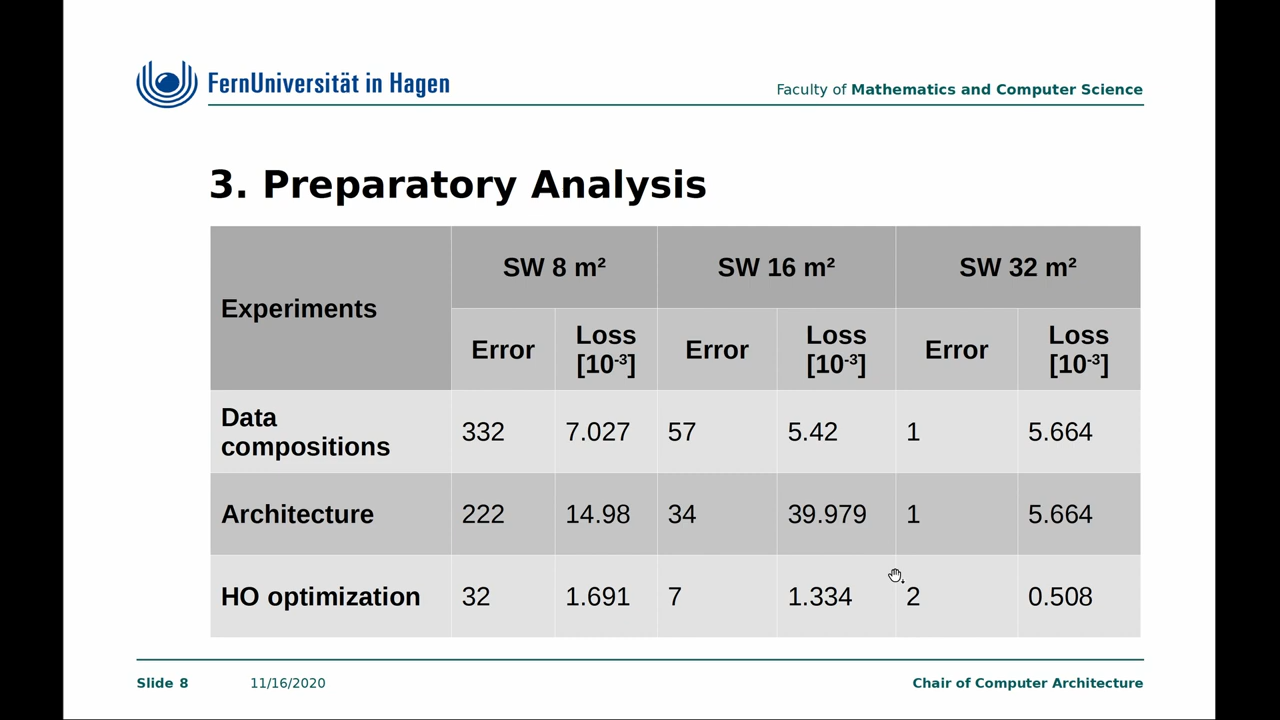 FernUniversität in Hagen
Faculty of Mathematics and Computer Science
3. Preparatory Analysis
Experiments
SW 8 m²
SW 16 m²
SW 32 m²
Error
Loss
[10⁻³]
Error
Loss
[10⁻³]
Error
Loss
[10⁻³]
Data
compositions
332
7.027
57
5.42
1
5.664
Architecture
222
14.98
34
39.979
1
5.664
HO optimization
32
1.691
7
1.334
2
0.508
Slide 8
11/16/2020
Chair of Computer Architecture